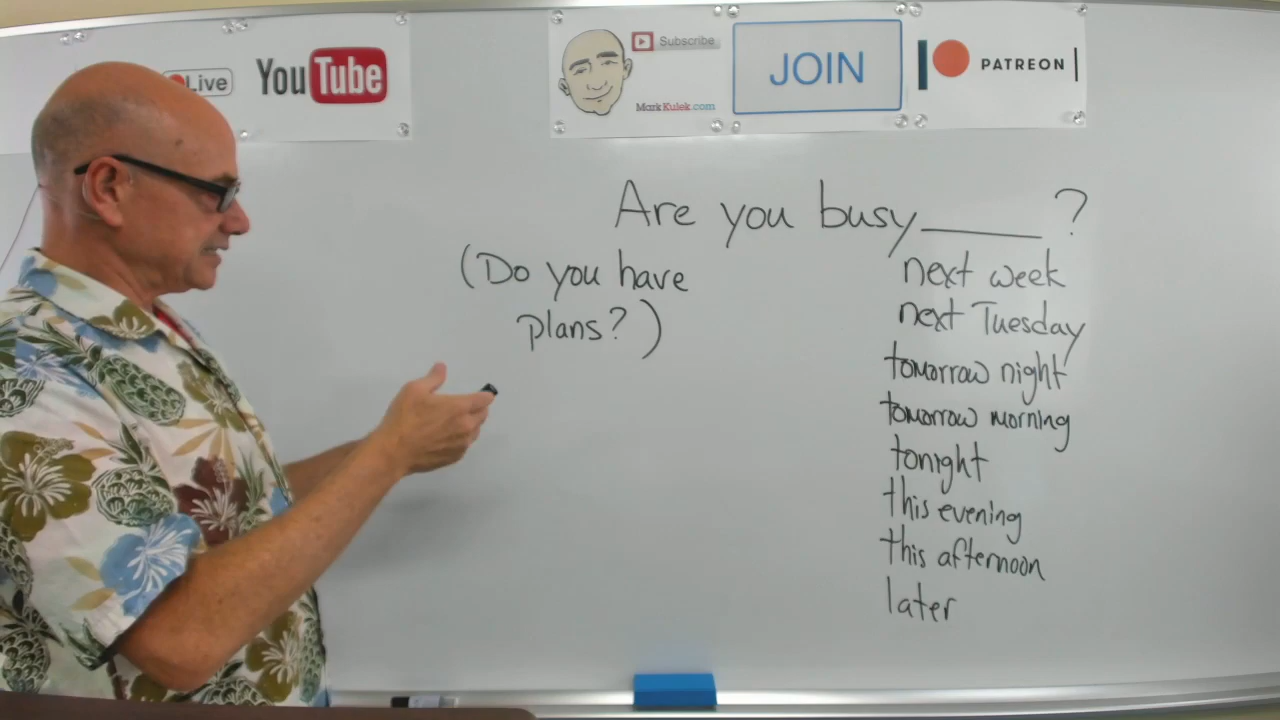 Live
YouTube
Subscribe
MarkKulek.com
JOIN
PATREON
Are you busy_____?
(Do you have
plans?)
next week
next Tuesday
tomorrow night
tomorrow morning
tonight
this evening
this afternoon
later